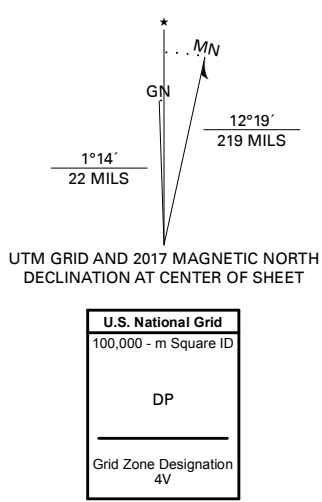 ★
MN
GN
12°19´
219 MILS
1°14´
22 MILS
UTM GRID AND 2017 MAGNETIC NORTH
DECLINATION AT CENTER OF SHEET
U.S. National Grid
100,000 - m Square ID
DP
Grid Zone Designation
4V